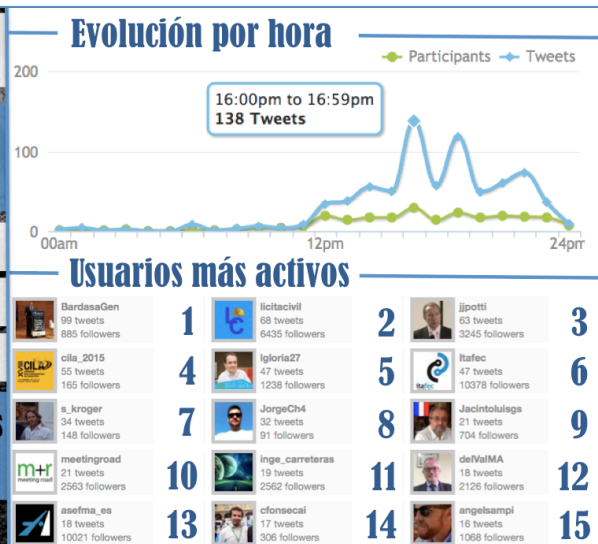 Evolución por hora
Participants Tweets
200
16:00pm to 16:59pm
138 Tweets
100
0
00am 12pm 24pm
Usuarios más activos
BardasaGen
99 tweets
885 followers
1
licitacivil
68 tweets
6435 followers
2
jjpotti
63 tweets
3245 followers
3
CILA
cila_2015
55 tweets
165 followers
4
lgloria27
47 tweets
1238 followers
5
itafec
Itafec
47 tweets
10378 followers
6
s_kroger
34 tweets
148 followers
7
JorgeCh4
32 tweets
91 followers
8
Jacintoluisgs
21 tweets
704 followers
9
m+r
meeting road
meetingroad
21 tweets
2563 followers
10
inge_carreteras
19 tweets
2562 followers
11
delValMA
18 tweets
2126 followers
12
asefma_es
18 tweets
10021 followers
13
cfonsecai
17 tweets
306 followers
14
angelsampi
16 tweets
1068 followers
15